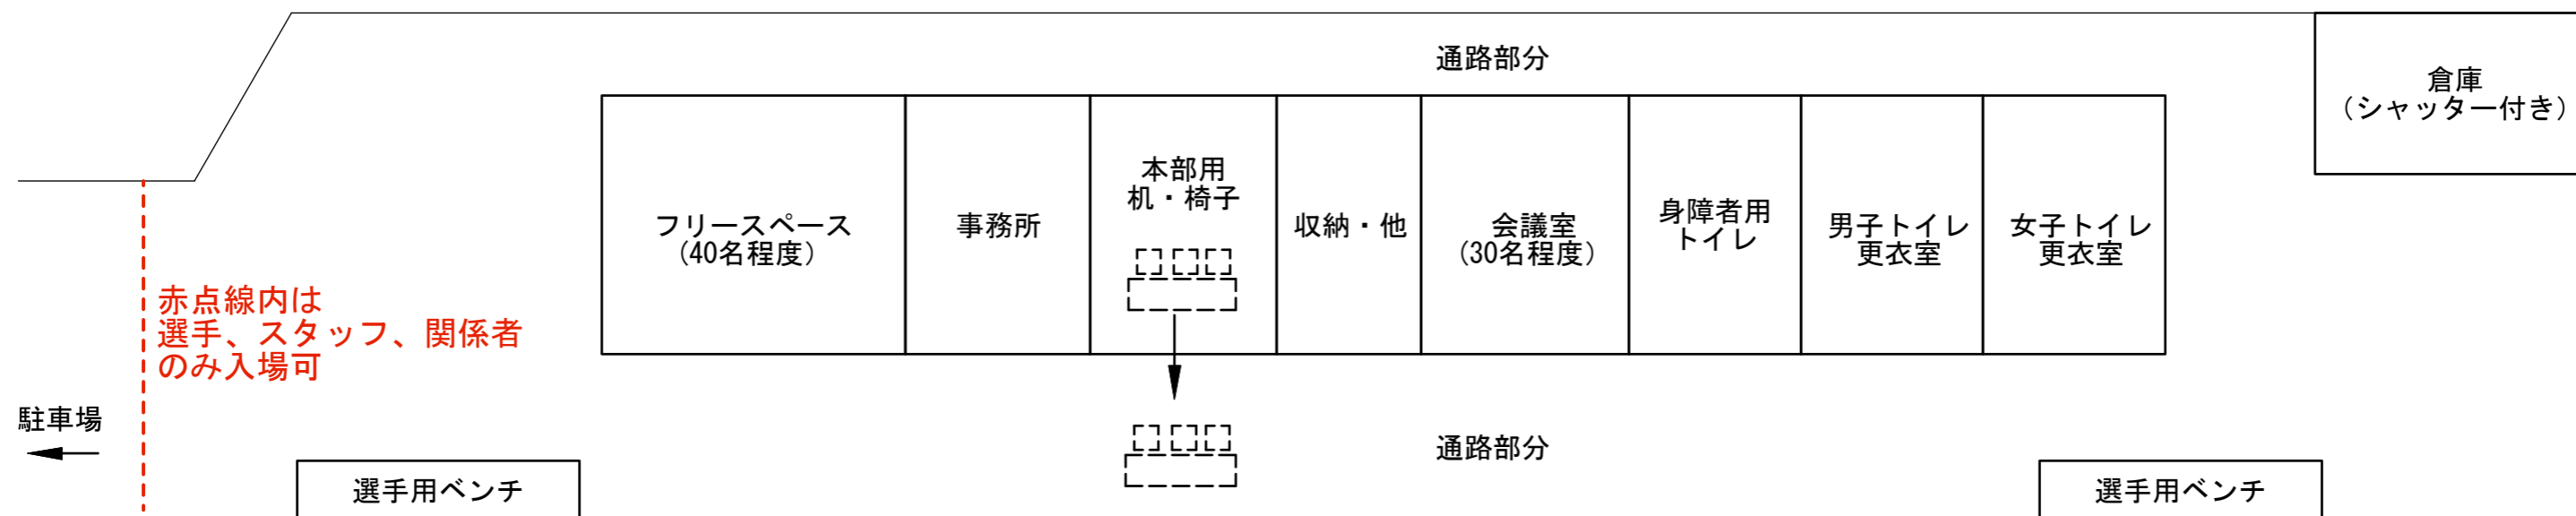 通路部分
倉庫
（シャッター付き）
フリースペース
(40名程度)
事務所
本部用
机・椅子
収納・他
会議室
(30名程度)
身障者用
トイレ
男子トイレ
更衣室
女子トイレ
更衣室
赤点線内は
選手、スタッフ、関係者
のみ入場可
駐車場
通路部分
選手用ベンチ
選手用ベンチ